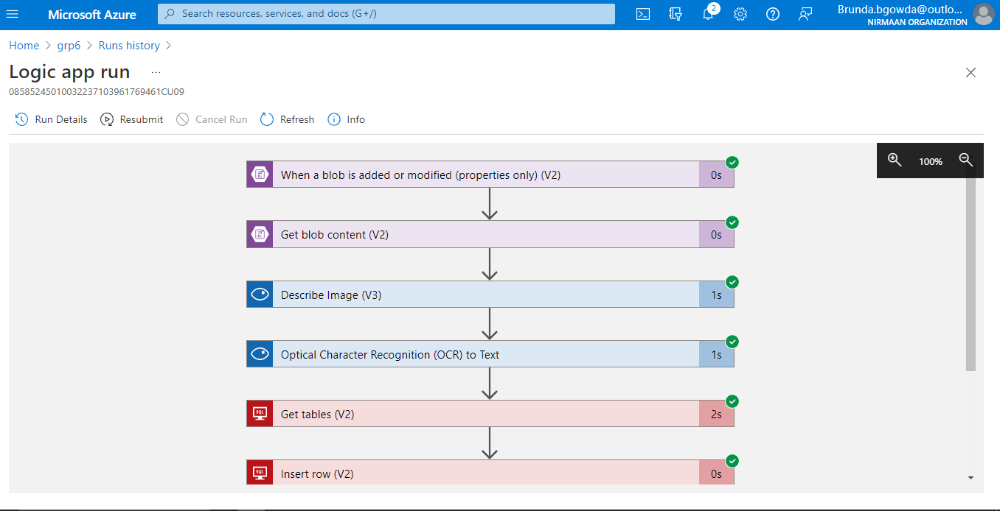 Microsoft Azure
Search resources, services, and docs (G+/)
2
Brunda.bgowda@outlo...
NIRMAAN ORGANIZATION
Home > grp6 > Runs history >
Logic app run ...
08585245010032237103961769461CU09
Run Details Resubmit Cancel Run Refresh Info
100%
When a blob is added or modified (properties only) (V2) 0s
Get blob content (V2) 0s
Describe Image (V3) 1s
Optical Character Recognition (OCR) to Text 1s
SQL Get tables (V2) 2s
SQL Insert row (V2) 0s